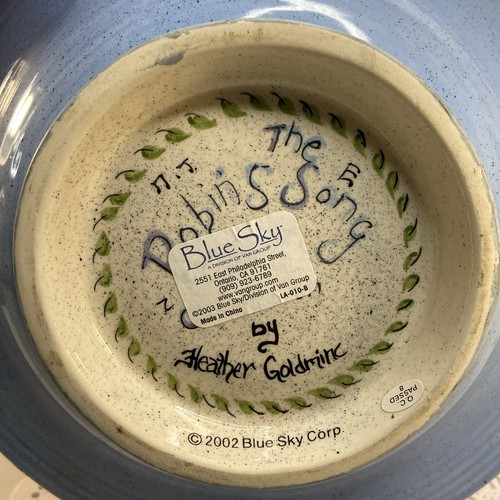 The
Robin's Song
Blue Sky
A DIVISION OF VAN GROUP
2551 East Philadelphia Street,
Ontario, CA 91761
(909) 923-6789
www.vangroup.com
©2003 Blue Sky/Division of Van Group
Made in China
LA-010-B
by
Heather Goldminc
© 2002 Blue Sky Corp.
Q.C.
PASSED
8